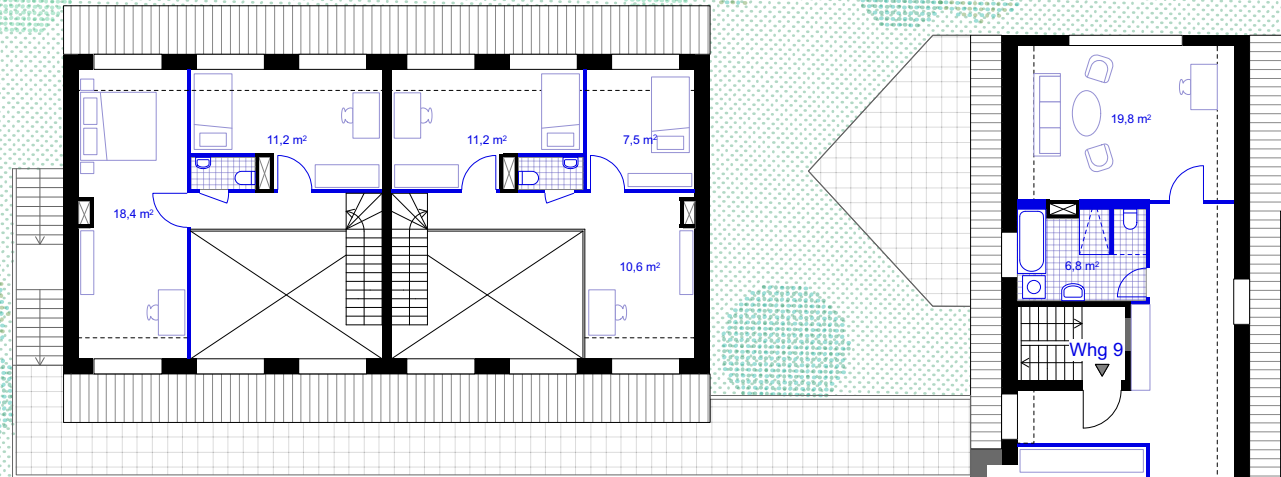 19,8 m²
11,2 m²
11,2 m²
7,5 m²
18,4 m²
10,6 m²
6,8 m²
Whg 9